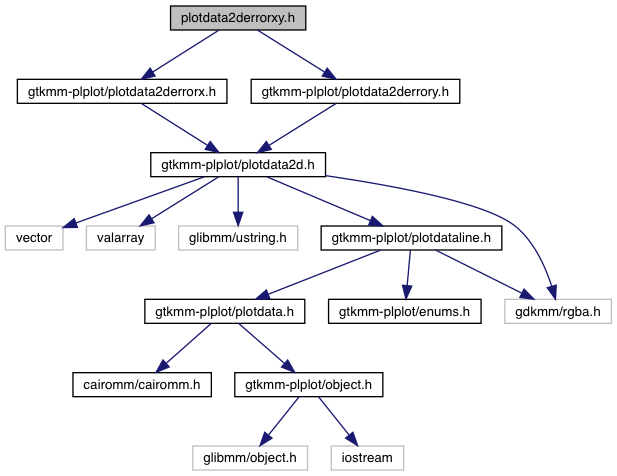 plotdata2derrorxy.h
gtkmm-plplot/plotdata2derrorx.h
gtkmm-plplot/plotdata2derrory.h
gtkmm-plplot/plotdata2d.h
vector
valarray
glibmm/ustring.h
gtkmm-plplot/plotdataline.h
gtkmm-plplot/plotdata.h
gtkmm-plplot/enums.h
gdkmm/rgba.h
cairomm/cairomm.h
gtkmm-plplot/object.h
glibmm/object.h
iostream